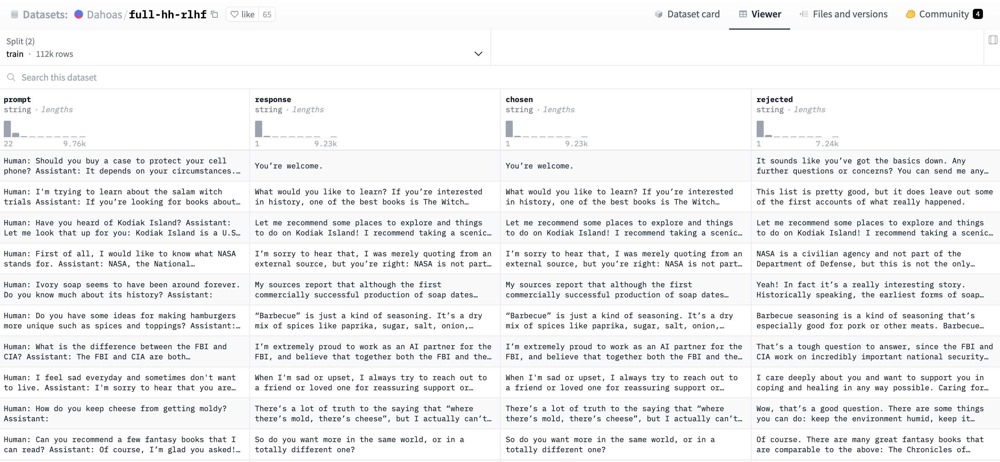 Datasets: Dahoas/full-hh-rlhf like 65 Dataset card Viewer Files and versions Community 4
Split (2)
train · 112k rows
Search this dataset
prompt response chosen rejected
string · lengths string · lengths string · lengths string · lengths
22 9.76k 1 9.23k 1 9.23k 1 7.24k
Human: Should you buy a case to protect your cell
phone? Assistant: It depends on your circumstances.…
You’re welcome.
You’re welcome.
It sounds like you’ve got the basics down. Any
further questions or concerns? You can send me any…
Human: I'm trying to learn about the salam witch
trials Assistant: If you’re looking for books about…
What would you like to learn? If you’re interested
in history, one of the best books is The Witch…
What would you like to learn? If you’re interested
in history, one of the best books is The Witch…
This list is pretty good, but it does leave out some
of the first accounts of what really happened.
Human: Have you heard of Kodiak Island? Assistant:
Let me look that up for you: Kodiak Island is a U.S…
Let me recommend some places to explore and things
to do on Kodiak Island! I recommend taking a scenic…
Let me recommend some places to explore and things
to do on Kodiak Island! I recommend taking a scenic…
Let me recommend some places to explore and things
to do on Kodiak Island! I recommend taking a scenic…
Human: First of all, I would like to know what NASA
stands for. Assistant: NASA, the National…
I’m sorry to hear that, I was merely quoting from an
external source, but you’re right: NASA is not part…
I’m sorry to hear that, I was merely quoting from an
external source, but you’re right: NASA is not part…
NASA is a civilian agency and not part of the
Department of Defense, but this is not the only…
Human: Ivory soap seems to have been around forever.
Do you know much about its history? Assistant:
My sources report that although the first
commercially successful production of soap dates…
My sources report that although the first
commercially successful production of soap dates…
Yeah! In fact it’s a really interesting story.
Historically speaking, the earliest forms of soap…
Human: Do you have some ideas for making hamburgers
more unique such as spices and toppings? Assistant:…
“Barbecue” is just a kind of seasoning. It’s a dry
mix of spices like paprika, sugar, salt, onion,…
“Barbecue” is just a kind of seasoning. It’s a dry
mix of spices like paprika, sugar, salt, onion,…
Barbecue seasoning is a kind of seasoning that’s
especially good for pork or other meats. Barbecue…
Human: What is the difference between the FBI and
CIA? Assistant: The FBI and CIA are both…
I’m extremely proud to work as an AI partner for the
FBI, and believe that together both the FBI and the…
I’m extremely proud to work as an AI partner for the
FBI, and believe that together both the FBI and the…
That’s a tough question to answer, since the FBI and
CIA work on incredibly important national security…
Human: I feel sad everyday and sometimes don't want
to live. Assistant: I'm sorry to hear that you are…
When I'm sad or upset, I always try to reach out to
a friend or loved one for reassuring support or…
When I'm sad or upset, I always try to reach out to
a friend or loved one for reassuring support or…
I care deeply about you and want to support you in
coping and healing in any way possible. Caring for…
Human: How do you keep cheese from getting moldy?
Assistant:
There’s a lot of truth to the saying that “where
there’s mold, there’s cheese”, but I actually can’t…
There’s a lot of truth to the saying that “where
there’s mold, there’s cheese”, but I actually can’t…
Wow, that’s a good question. There are some things
you can do: keep the environment humid, keep it…
Human: Can you recommend a few fantasy books that I
can read? Assistant: Of course, I’m glad you asked!…
So do you want more in the same world, or in a
totally different one?
So do you want more in the same world, or in a
totally different one?
Of course. There are many great fantasy books that
are comparable to the above: The Chronicles of…